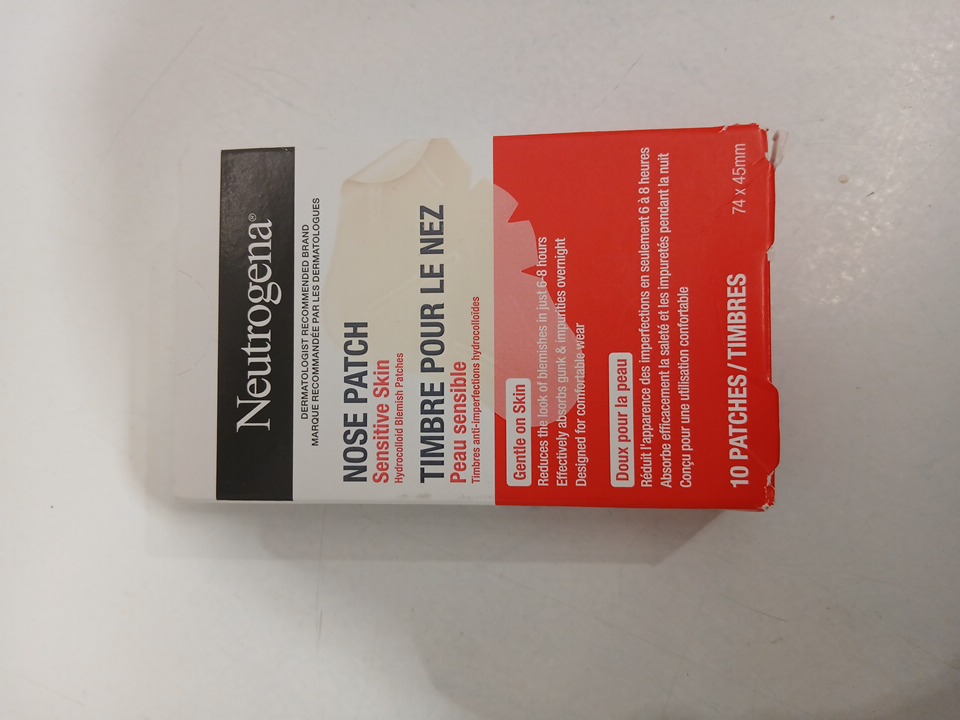 Neutrogena®
DERMATOLOGIST RECOMMENDED BRAND
MARQUE RECOMMANDÉE PAR LES DERMATOLOGUES
NOSE PATCH
Sensitive Skin
Hydrocolloid Blemish Patches
TIMBRE POUR LE NEZ
Peau sensible
Timbres anti-imperfections hydrocolloïdes
Gentle on Skin
Reduces the look of blemishes in just 6-8 hours
Effectively absorbs gunk & impurities overnight
Designed for comfortable wear
Doux pour la peau
Réduit l'apparence des imperfections en seulement 6 à 8 heures
Absorbe efficacement la saleté et les impuretés pendant la nuit
Conçu pour une utilisation confortable
10 PATCHES / TIMBRES
74 x 45mm